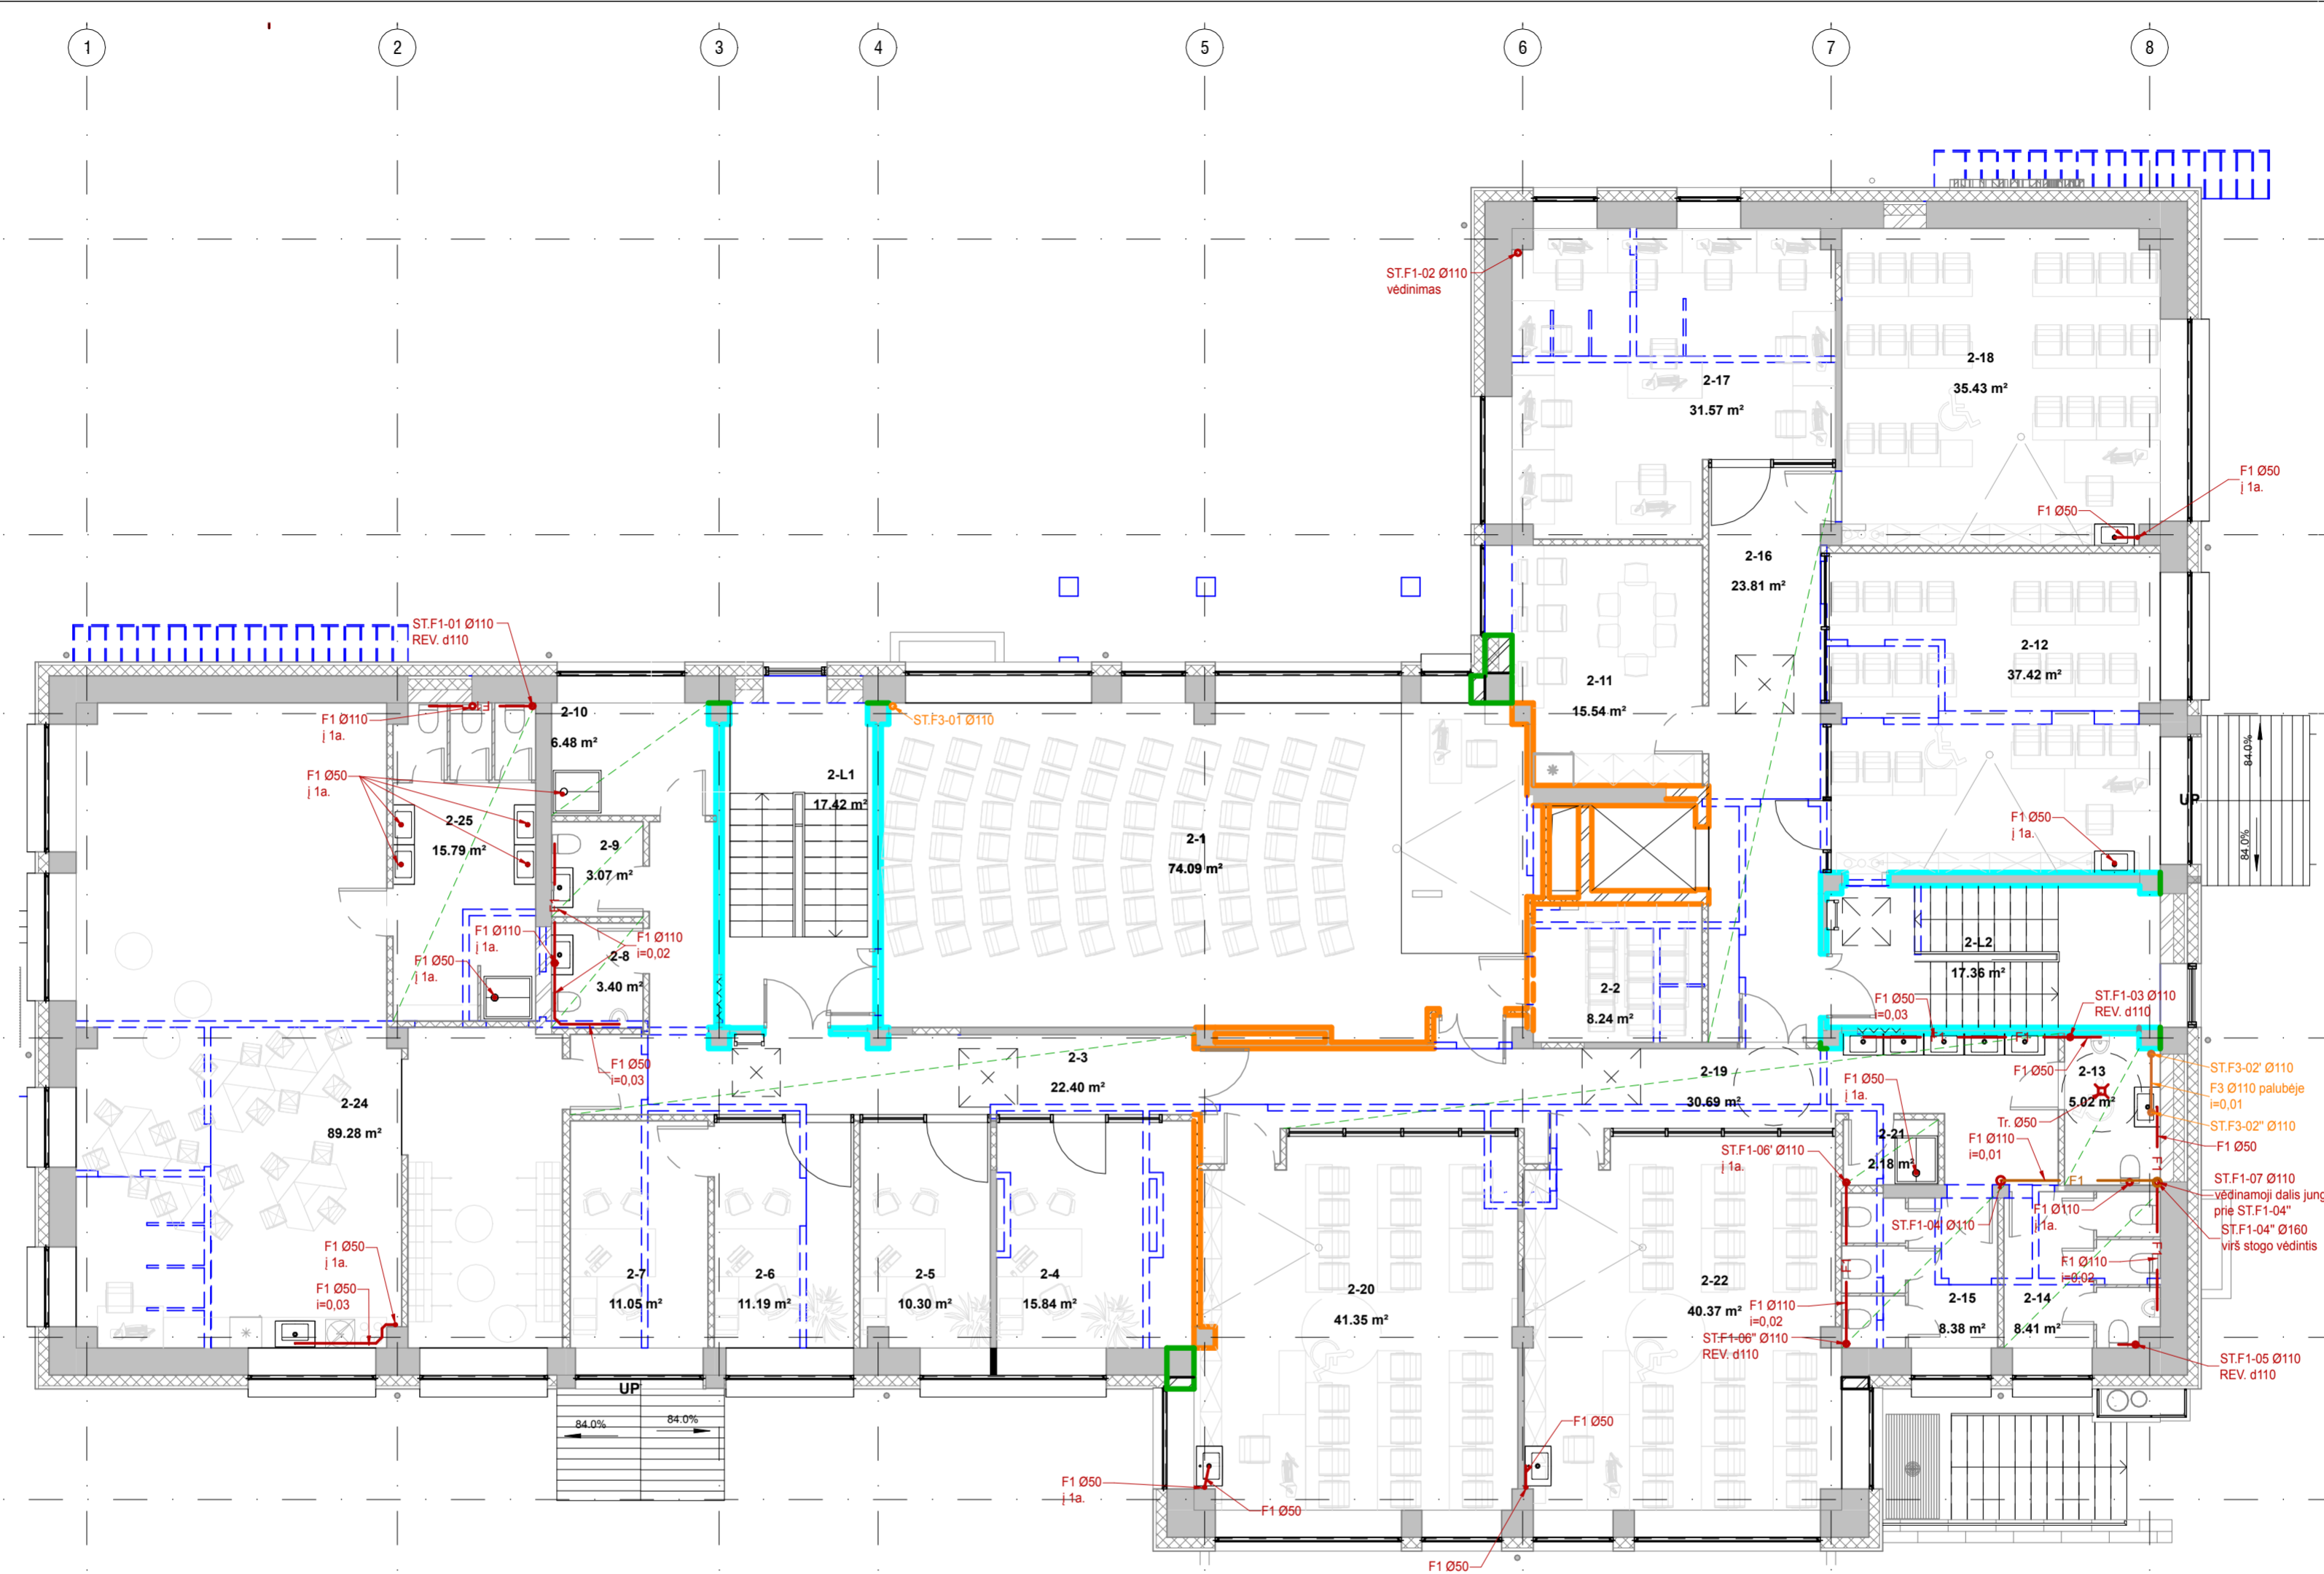 1
2
3
4
5
6
7
8
ST.F1-02 Ø110
vėdinimas
2-17
31.57 m²
2-18
35.43 m²
F1 Ø50
į 1a.
F1 Ø50
2-16
23.81 m²
2-12
37.42 m²
ST.F1-01 Ø110
REV. d110
2-11
15.54 m²
F1 Ø110
į 1a.
2-10
6.48 m²
ST.F3-01 Ø110
F1 Ø50
į 1a.
2-L1
17.42 m²
84.0%
UP
84.0%
F1 Ø50
į 1a.
2-25
15.79 m²
2-9
3.07 m²
2-1
74.09 m²
F1 Ø110
į 1a.
F1 Ø110
i=0,02
F1 Ø50
į 1a.
2-8
3.40 m²
2-2
8.24 m²
2-L2
17.36 m²
F1 Ø50
i=0,03
ST.F1-03 Ø110
REV. d110
F1
F1
F1 Ø50
i=0,03
2-3
22.40 m²
2-19
30.69 m²
F1 Ø50
į 1a.
F1 Ø50
2-13
5.02 m²
ST.F3-02' Ø110
F3 Ø110 palubėje
i=0,01
ST.F3-02" Ø110
F1 Ø50
Tr. Ø50
2-24
89.28 m²
2-21
2.18 m²
F1 Ø110
i=0,01
ST.F1-06' Ø110
į 1a.
F1
F1
ST.F1-07 Ø110
vėdinamoji dalis jung
prie ST.F1-04"
ST.F1-04" Ø160
virš stogo vėdintis
ST.F1-04' Ø110
F1 Ø110
į 1a.
F1 Ø110
i=0,02
F1
F1
F1 Ø50
į 1a.
F1 Ø50
i=0,03
2-7
11.05 m²
2-6
11.19 m²
2-5
10.30 m²
2-4
15.84 m²
2-20
41.35 m²
2-22
40.37 m²
F1 Ø110
i=0,02
ST.F1-06" Ø110
REV. d110
2-15
8.38 m²
2-14
8.41 m²
ST.F1-05 Ø110
REV. d110
UP
84.0%
84.0%
F1 Ø50
F1 Ø50
į 1a.
F1 Ø50
F1 Ø50